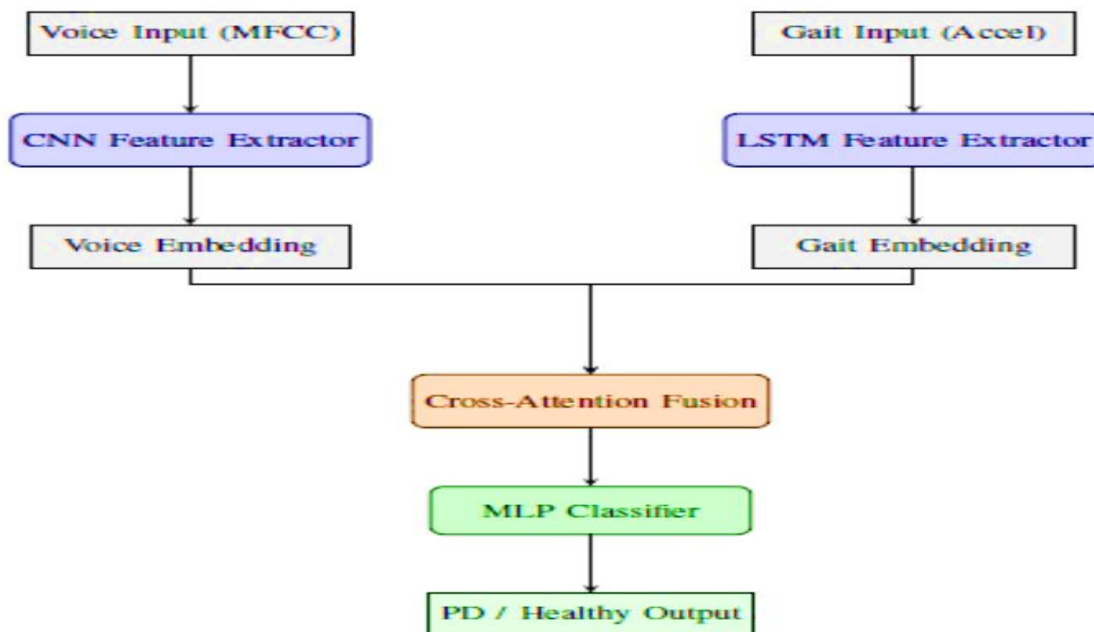 Voice Input (MFCC)
Gait Input (Accel)
CNN Feature Extractor
LSTM Feature Extractor
Voice Embedding
Gait Embedding
Cross-Attention Fusion
MLP Classifier
PD / Healthy Output